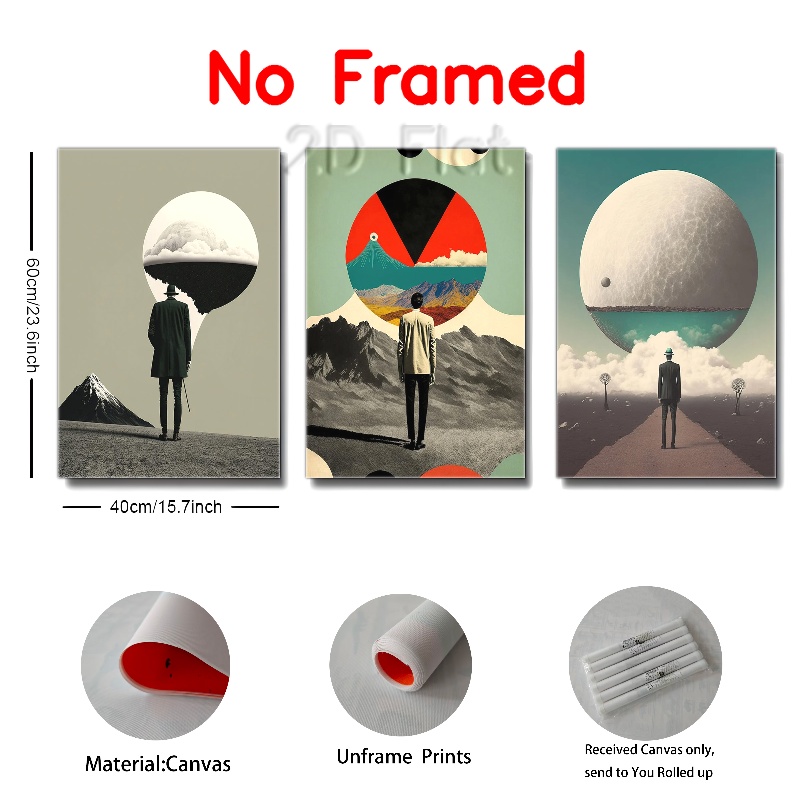 No Framed
2D Flat
60cm/23.6inch
40cm/15.7inch
Material:Canvas
Unframe Prints
Received Canvas only,
send to You Rolled up